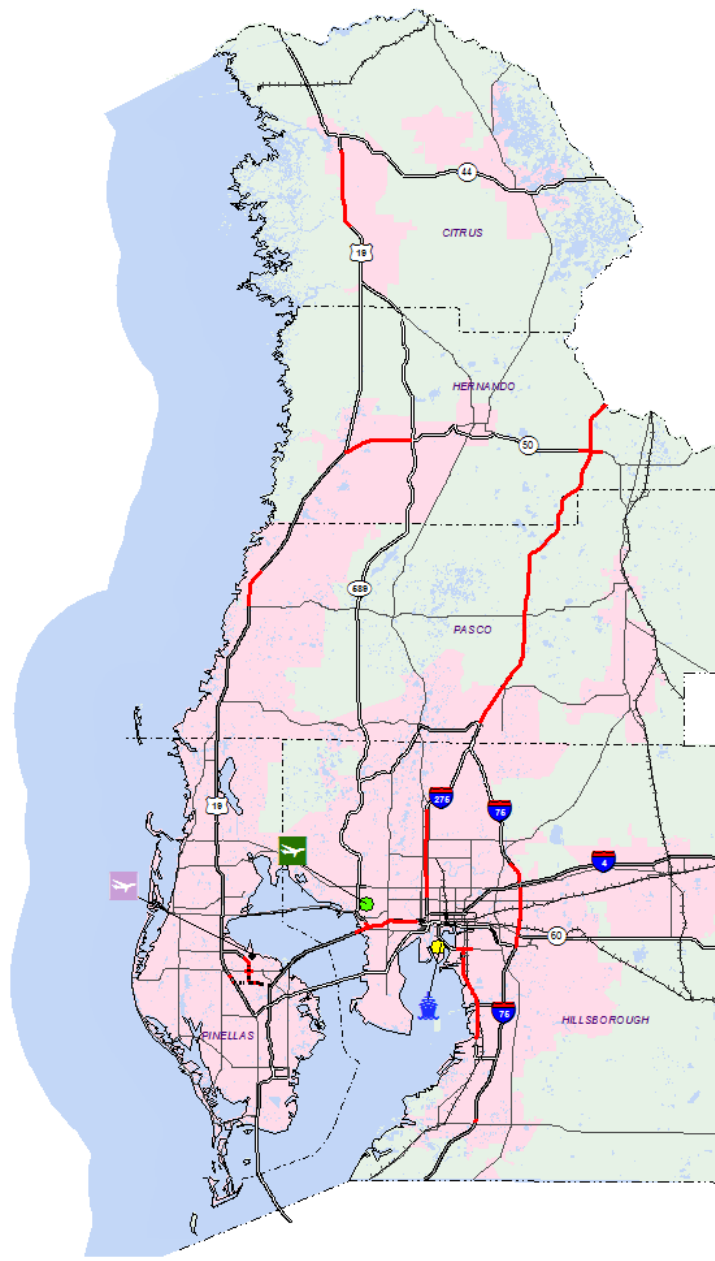 44
CITRUS
19
HERNANDO
50
589
PASCO
275
19
75
4
60
75
HILLSBOROUGH
PINELLAS